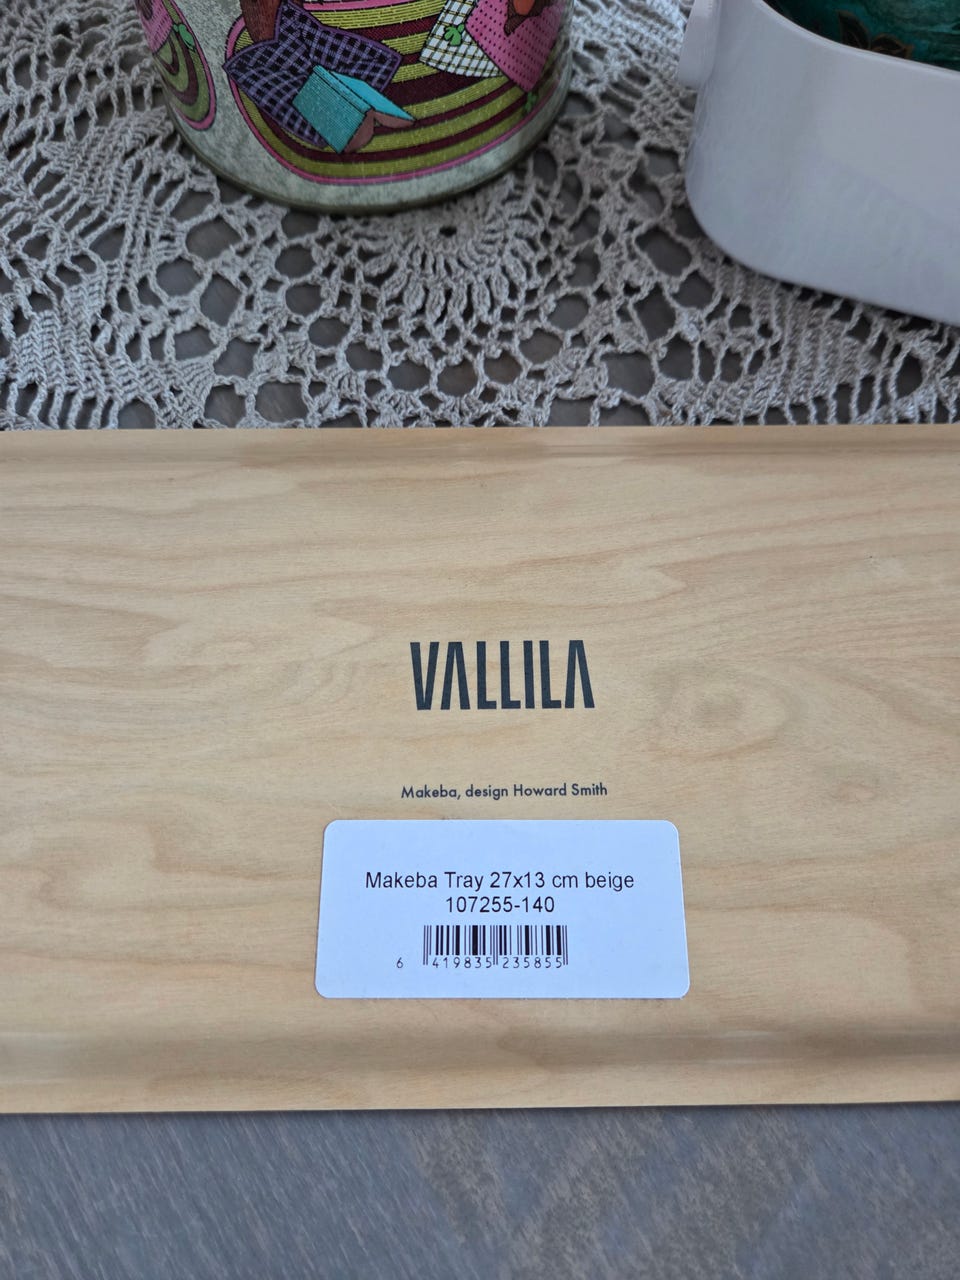 VALLILA
Makeba, design Howard Smith
Makeba Tray 27x13 cm beige
107255-140
6 419835 235855